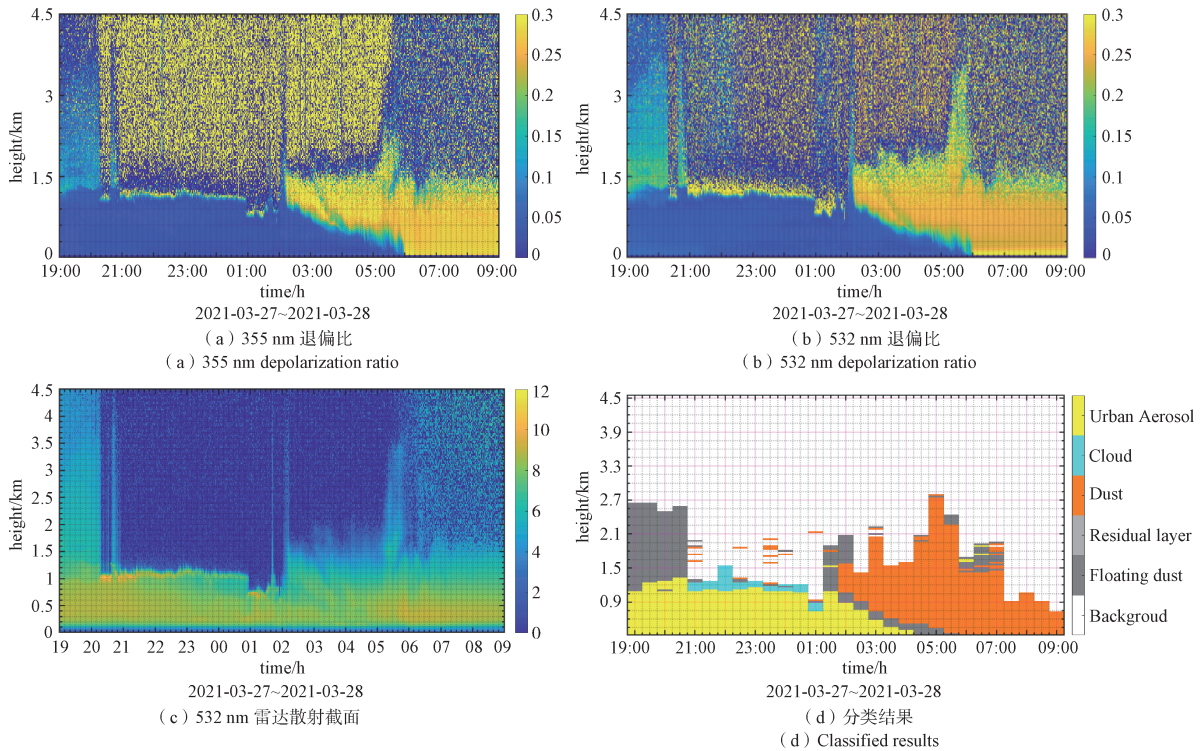 4.5
3
1.5
0
height/km
19:00 21:00 23:00 01:00 03:00 05:00 07:00 09:00
time/h
2021-03-27~2021-03-28
0.3
0.25
0.2
0.15
0.1
0.05
0
（a）355 nm 退偏比
（a）355 nm depolarization ratio
4.5
3
1.5
0
height/km
19:00 21:00 23:00 01:00 03:00 05:00 07:00 09:00
time/h
2021-03-27~2021-03-28
0.3
0.25
0.2
0.15
0.1
0.05
0
（b）532 nm 退偏比
（b）532 nm depolarization ratio
4.5
4
3.5
3
2.5
2
1.5
1
0.5
0
height/km
19 20 21 22 23 00 01 02 03 04 05 06 07 08 09
time/h
2021-03-27~2021-03-28
12
10
8
6
4
2
0
（c）532 nm 雷达散射截面
4.5
3.9
3.3
2.7
2.1
1.5
0.9
height/km
19:00 21:00 23:00 01:00 03:00 05:00 07:00 09:00
time/h
2021-03-27~2021-03-28
Urban Aerosol
Cloud
Dust
Residual layer
Floating dust
Backgroud
（d）分类结果
（d）Classified results